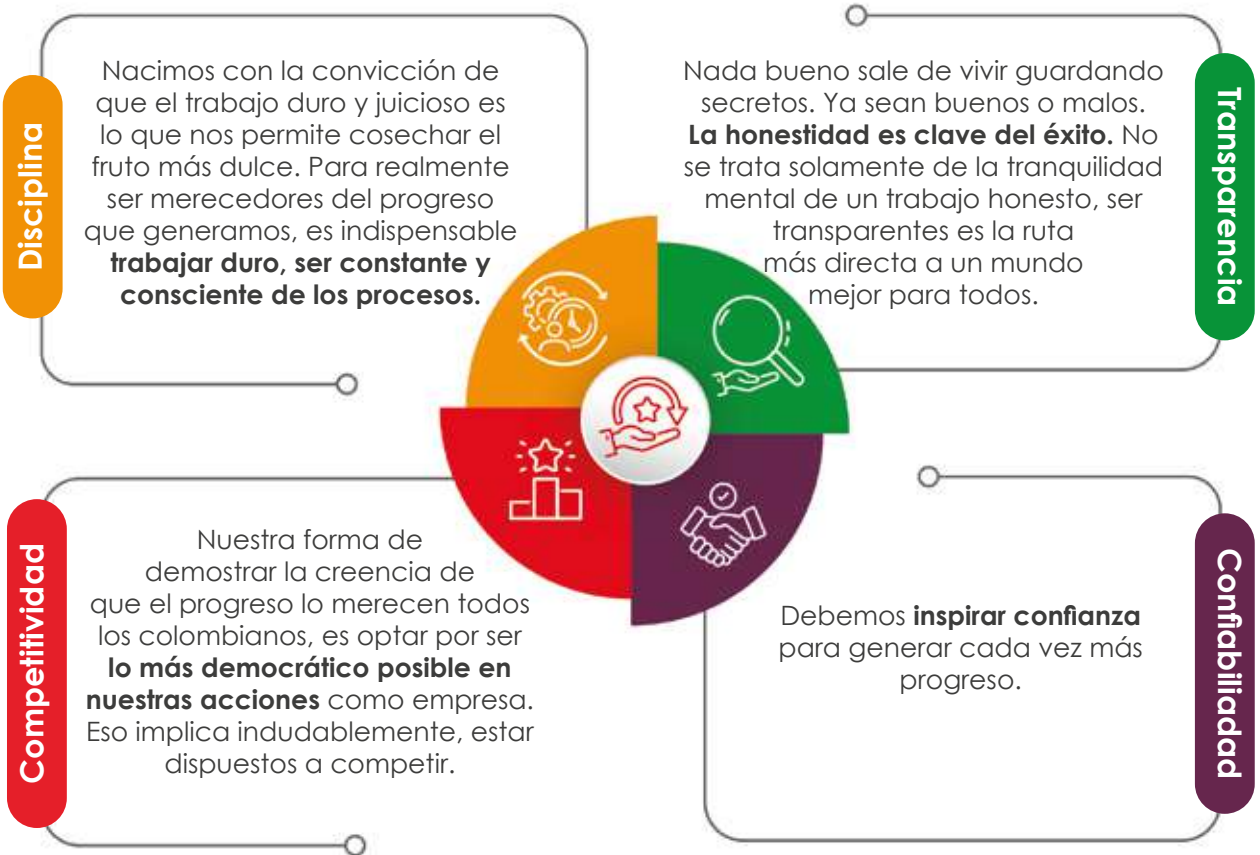 Disciplina
Nacimos con la convicción de
que el trabajo duro y juicioso es
lo que nos permite cosechar el
fruto más dulce. Para realmente
ser merecedores del progreso
que generamos, es indispensable
trabajar duro, ser constante y
consciente de los procesos.
Transparencia
Nada bueno sale de vivir guardando
secretos. Ya sean buenos o malos.
La honestidad es clave del éxito. No
se trata solamente de la tranquilidad
mental de un trabajo honesto, ser
transparentes es la ruta
más directa a un mundo
mejor para todos.
Competitividad
Nuestra forma de
demostrar la creencia de
que el progreso lo merecen todos
los colombianos, es optar por ser
lo más democrático posible en
nuestras acciones como empresa.
Eso implica indudablemente, estar
dispuestos a competir.
Confiabiliadad
Debemos inspirar confianza
para generar cada vez más
progreso.